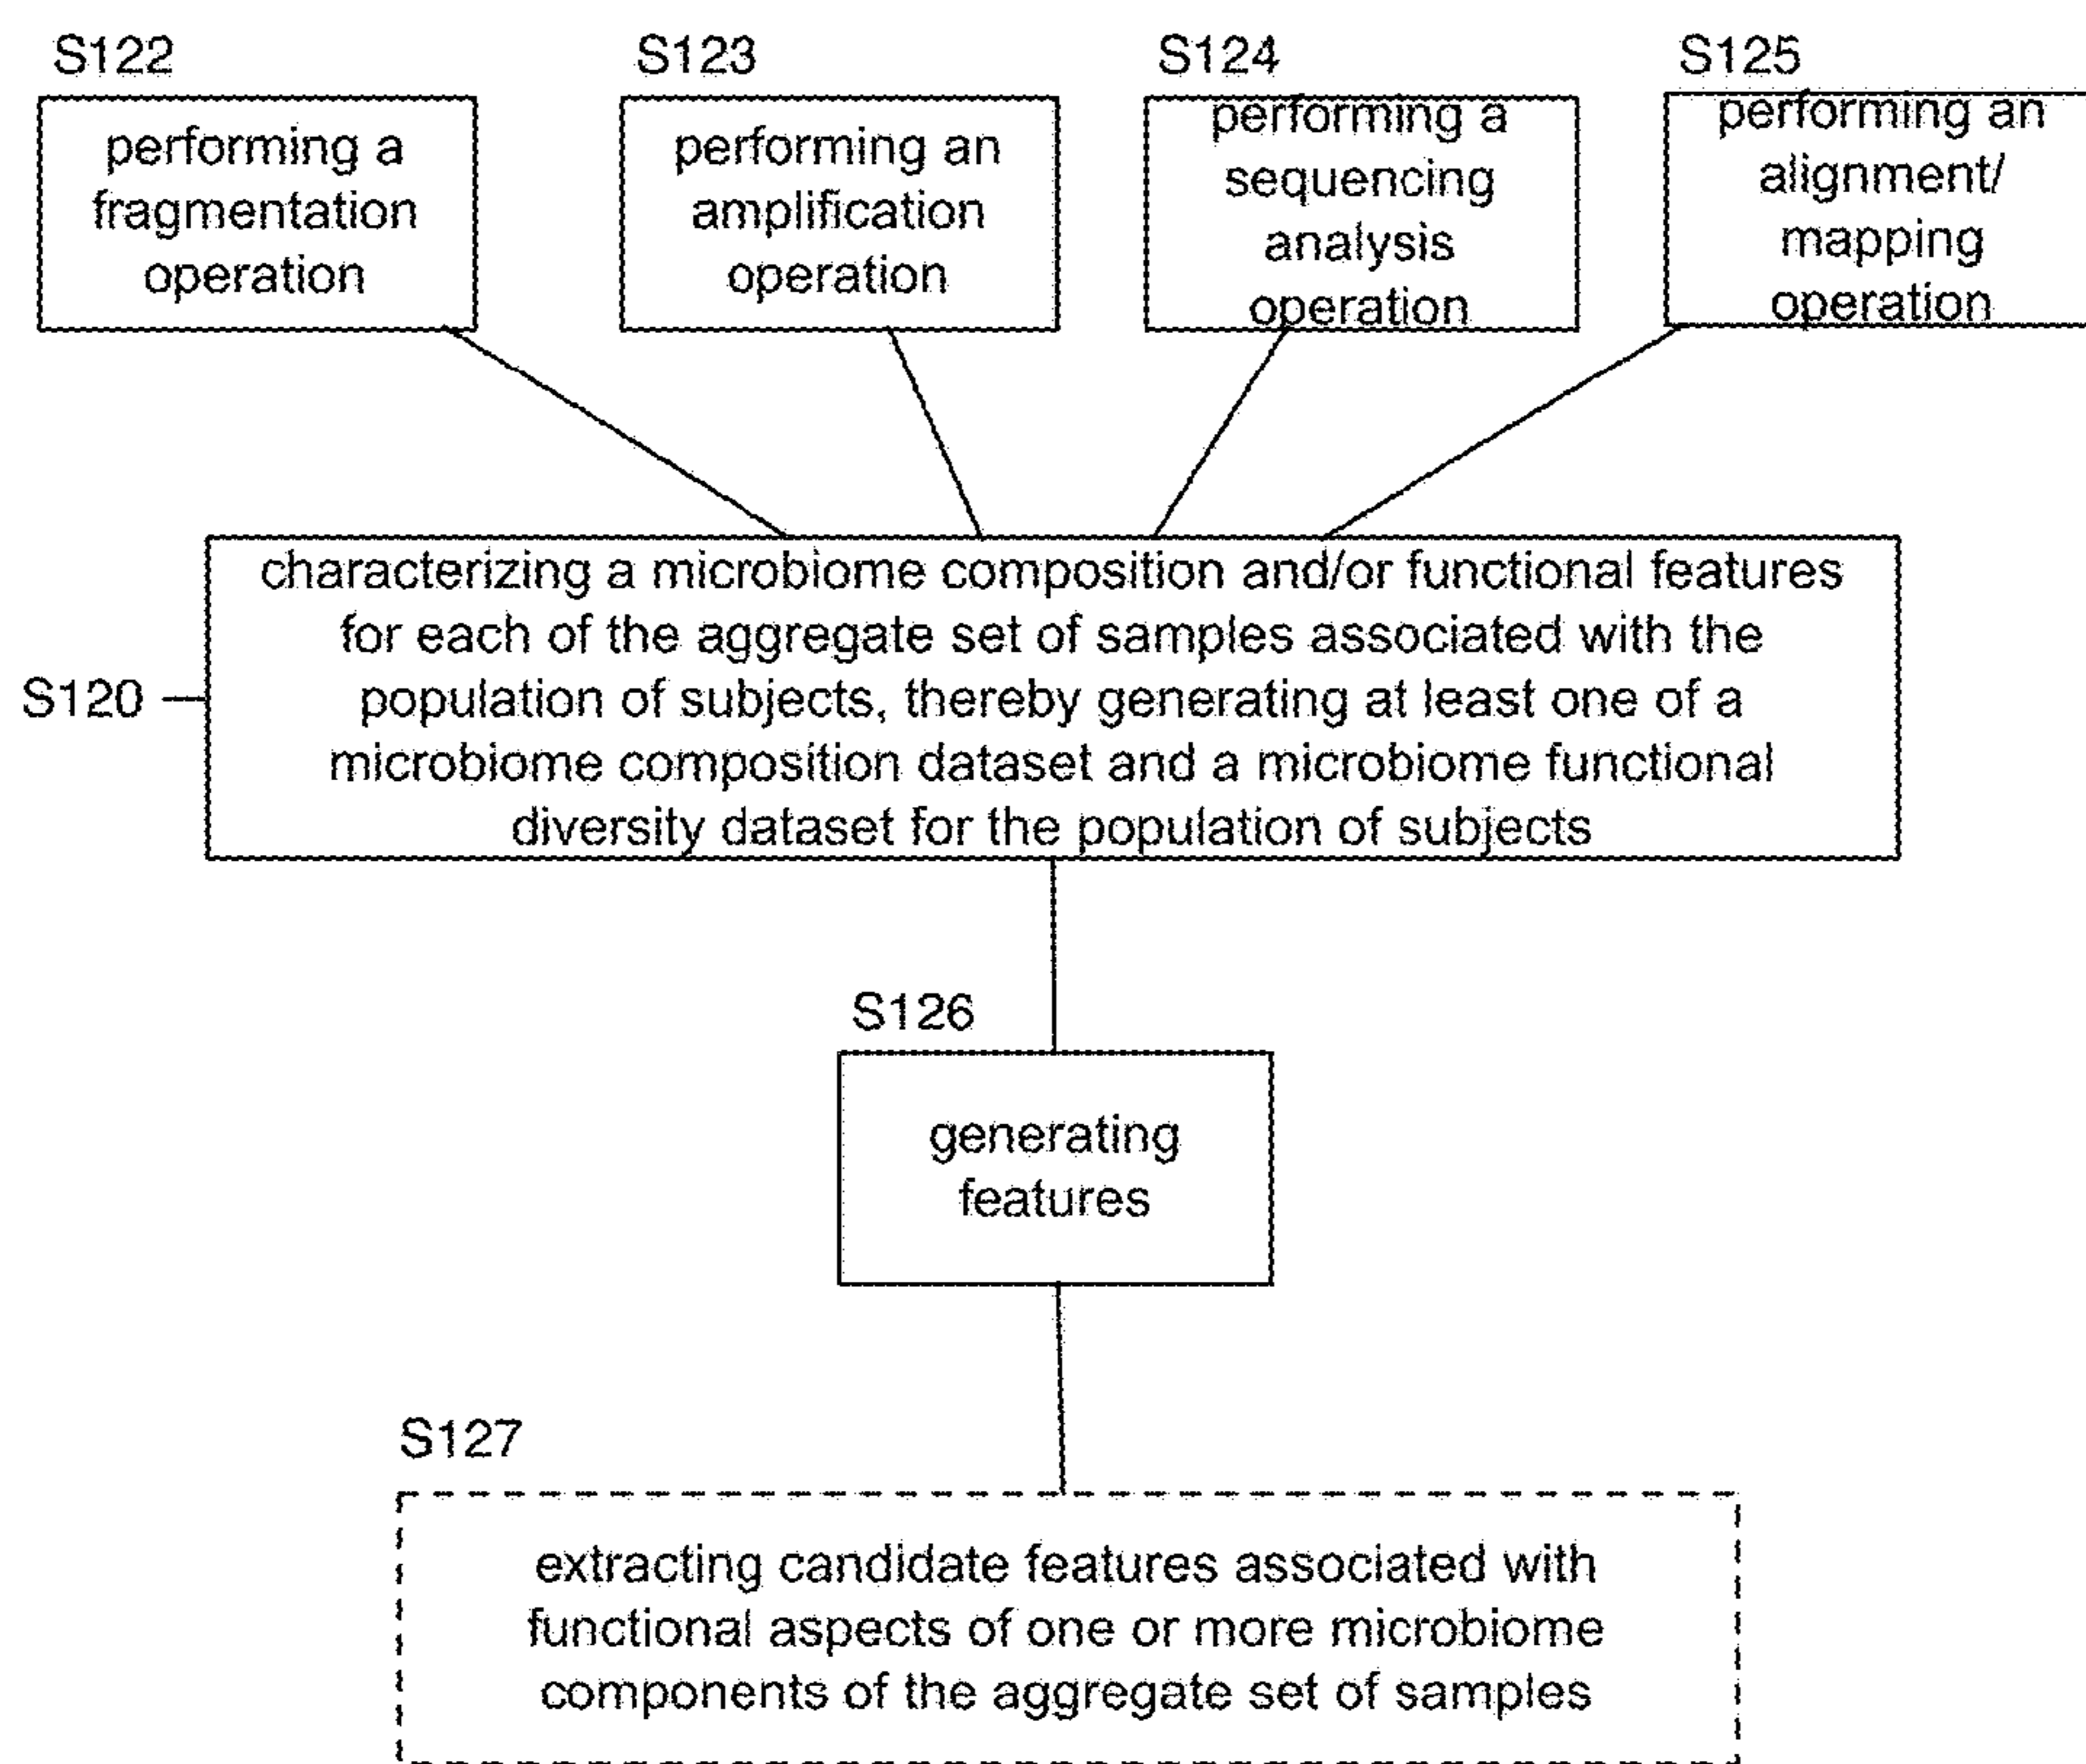 S122
performing a
fragmentation
operation
S123
performing an
amplification
operation
S124
performing a
sequencing
analysis
operation
S125
performing an
alignment/
mapping
operation
S120
characterizing a microbiome composition and/or functional features
for each of the aggregate set of samples associated with the
population of subjects, thereby generating at least one of a
microbiome composition dataset and a microbiome functional
diversity dataset for the population of subjects
S126
generating
features
S127
extracting candidate features associated with
functional aspects of one or more microbiome
components of the aggregate set of samples